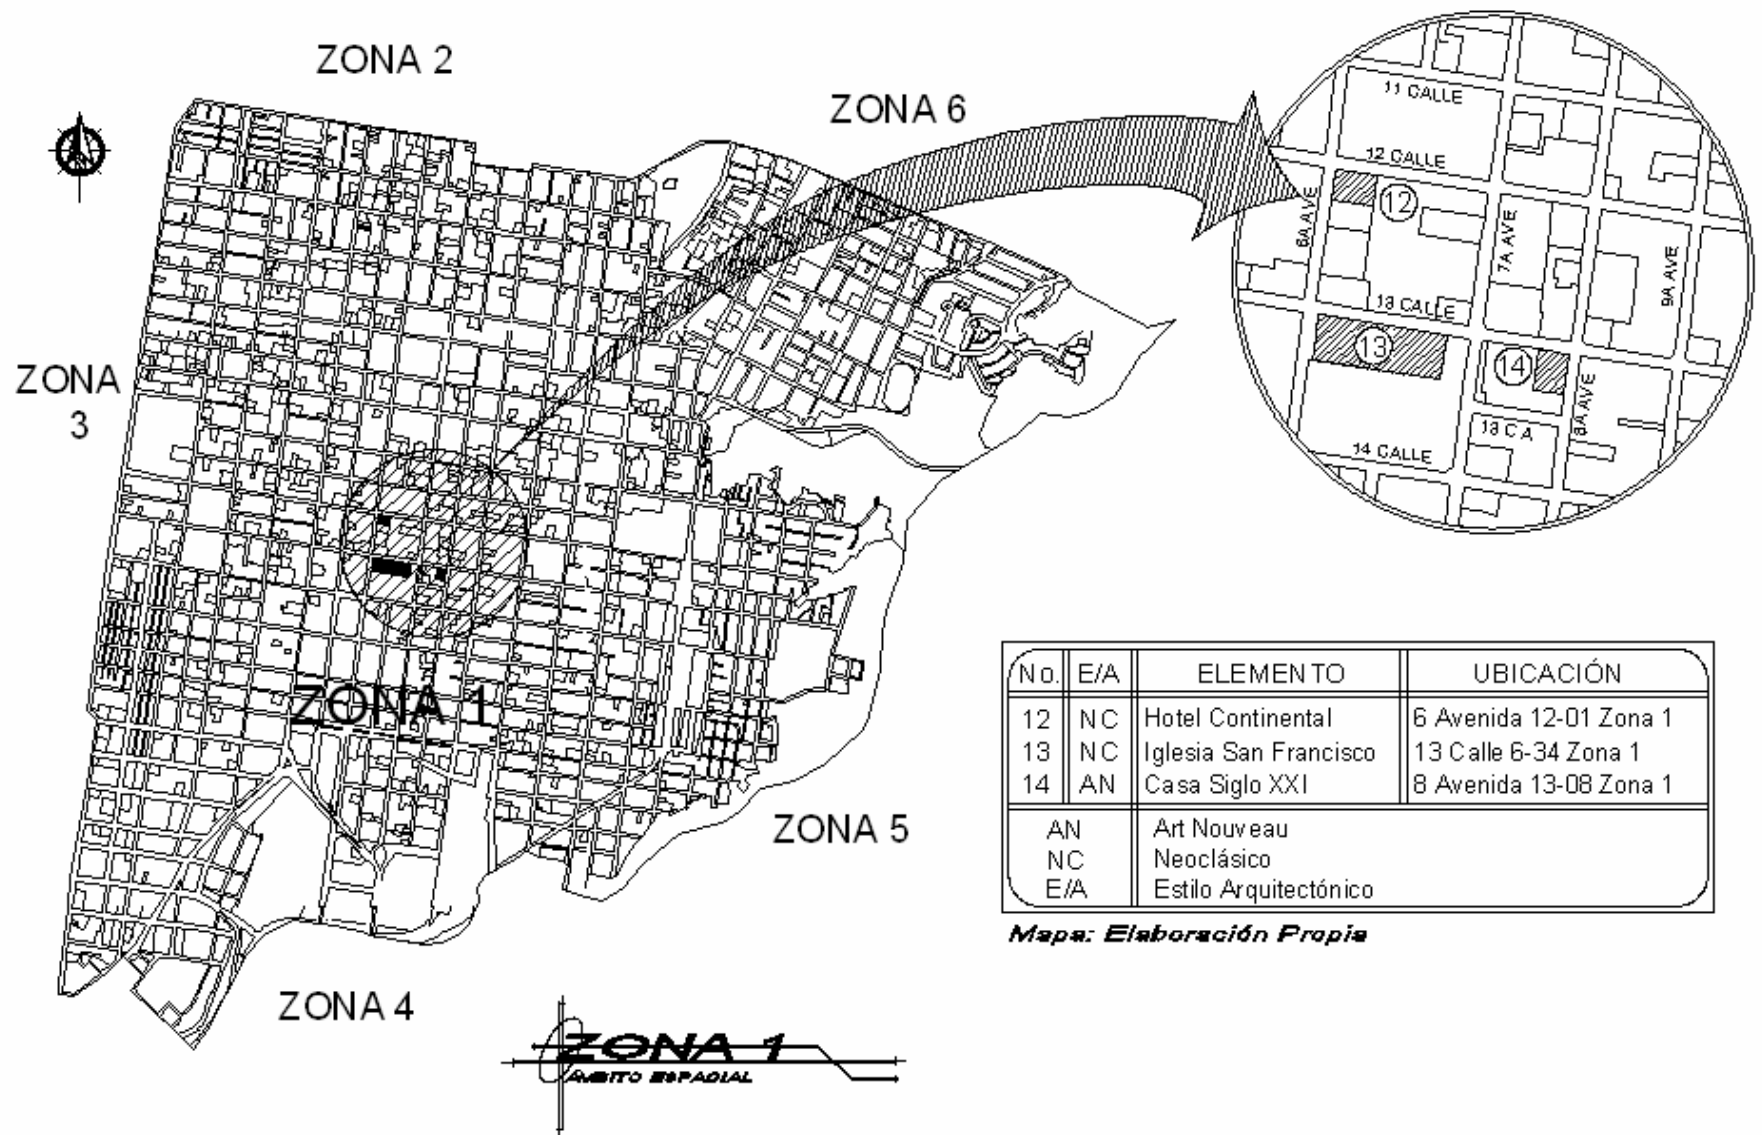 ZONA 2
ZONA 6
ZONA
3
ZONA 1
ZONA 5
ZONA 4
11 CALLE
12 CALLE
12
6A AVE
7A AVE
9A AVE
13 CALLE
13
14
8A AVE
13 C A
14 CALLE
No. E/A ELEMENTO UBICACIÓN
12 NC Hotel Continental 6 Avenida 12-01 Zona 1
13 NC Iglesia San Francisco 13 Calle 6-34 Zona 1
14 AN Casa Siglo XXI 8 Avenida 13-08 Zona 1
AN Art Nouveau
NC Neoclásico
E/A Estilo Arquitectónico
Mapa: Elaboración Propia
ZONA 1
ÁMBITO ESPACIAL